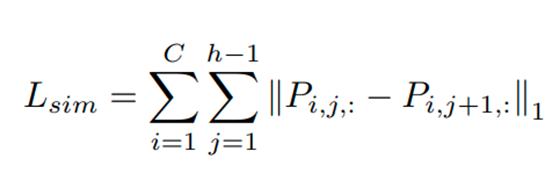 $$L_{sim} = \sum_{i=1}^{C} \sum_{j=1}^{h-1} \| P_{i,j,:} - P_{i,j+1,:} \|_1$$